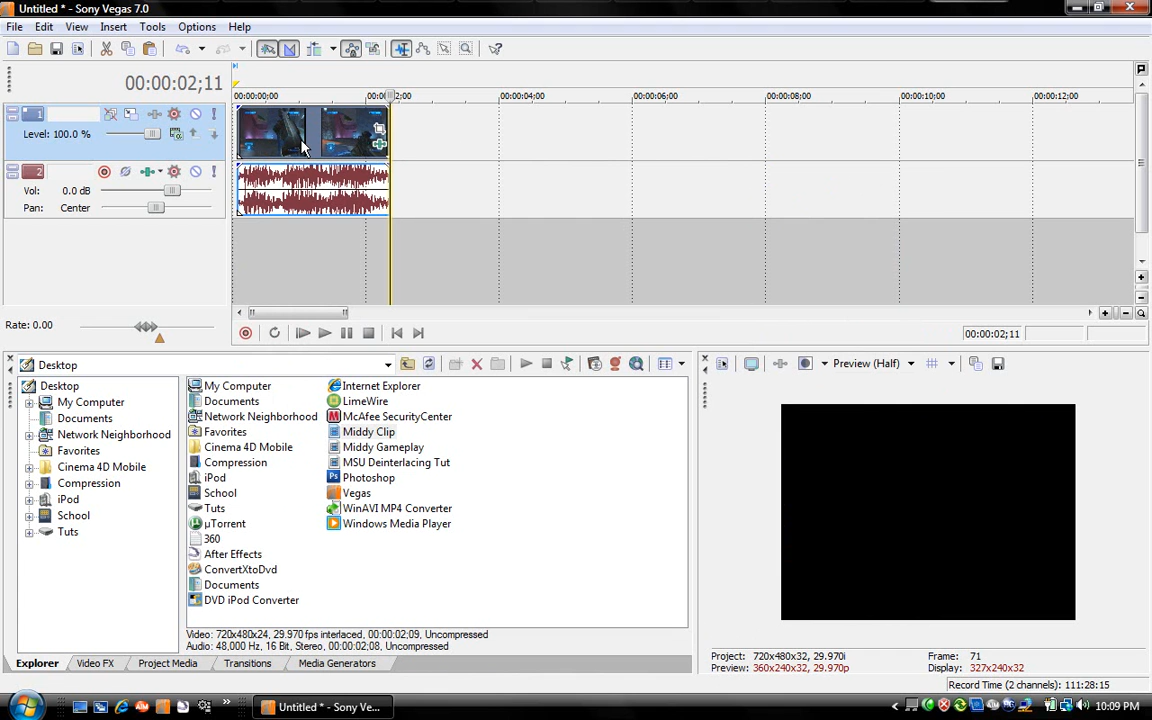 Untitled * - Sony Vegas 7.0
File Edit View Insert Tools Options Help
00:00:02;11
00:00:00;00 00:00:02;00 00:00:04;00 00:00:06;00 00:00:08;00 00:00:10;00 00:00:12;00
1
Level: 100.0 %
2
Vol: 0.0 dB
Pan: Center
Rate: 0.00
00:00:02;11
Desktop
Preview (Half)
Desktop
My Computer
Documents
Network Neighborhood
Favorites
Cinema 4D Mobile
Compression
iPod
School
Tuts
My Computer
Documents
Network Neighborhood
Favorites
Cinema 4D Mobile
Compression
iPod
School
Tuts
µTorrent
360
After Effects
ConvertXtoDvd
Documents
DVD iPod Converter
Internet Explorer
LimeWire
McAfee SecurityCenter
Middy Clip
Middy Gameplay
MSU Deinterlacing Tut
Photoshop
Vegas
WinAVI MP4 Converter
Windows Media Player
Video: 720x480x24, 29.970 fps interlaced, 00:00:02;09, Uncompressed
Audio: 48,000 Hz, 16 Bit, Stereo, 00:00:02;08, Uncompressed
Explorer Video FX Project Media Transitions Media Generators
Project: 720x480x32, 29.970i Frame: 71
Preview: 360x240x32, 29.970p Display: 327x240x32
Record Time (2 channels): 111:28:15
Untitled * - Sony Ve...
10:09 PM